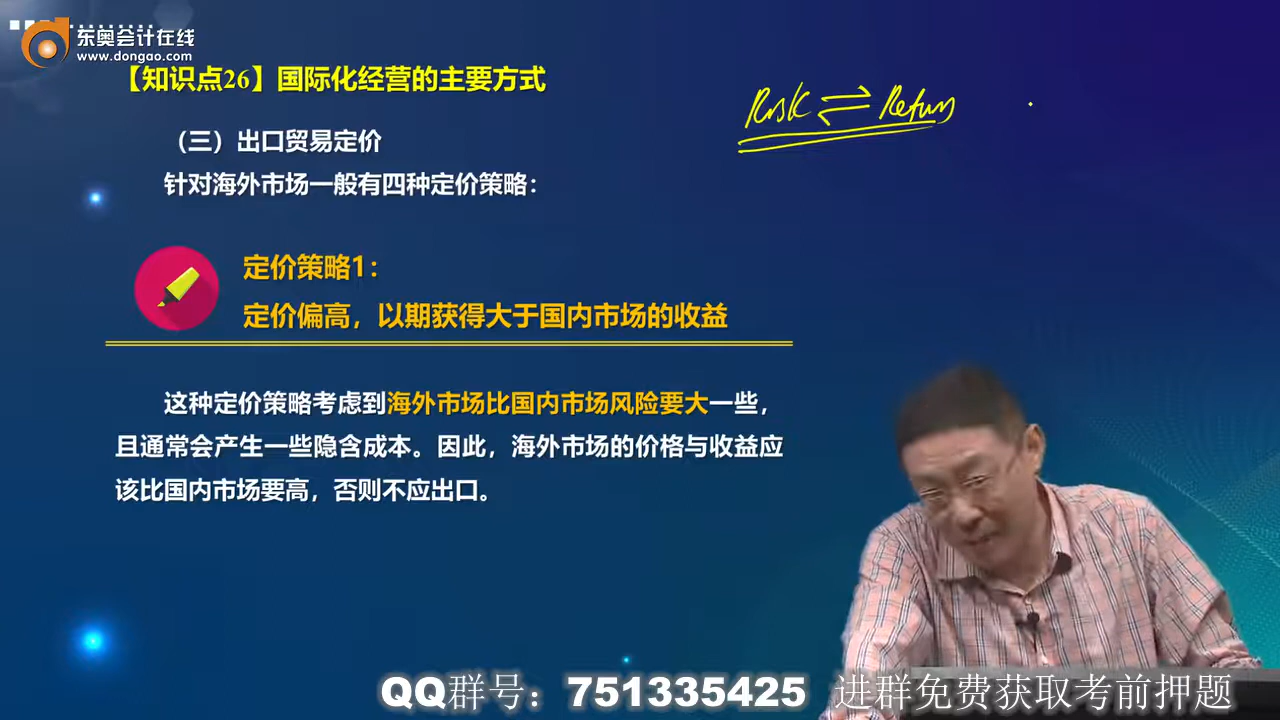 东奥会计在线
www.dongao.com
【知识点26】国际化经营的主要方式
Risk ⇌ Return
（三）出口贸易定价
针对海外市场一般有四种定价策略：
定价策略1：
定价偏高，以期获得大于国内市场的收益
这种定价策略考虑到海外市场比国内市场风险要大一些，
且通常会产生一些隐含成本。因此，海外市场的价格与收益应
该比国内市场要高，否则不应出口。
QQ群号：751335425 进群免费获取考前押题